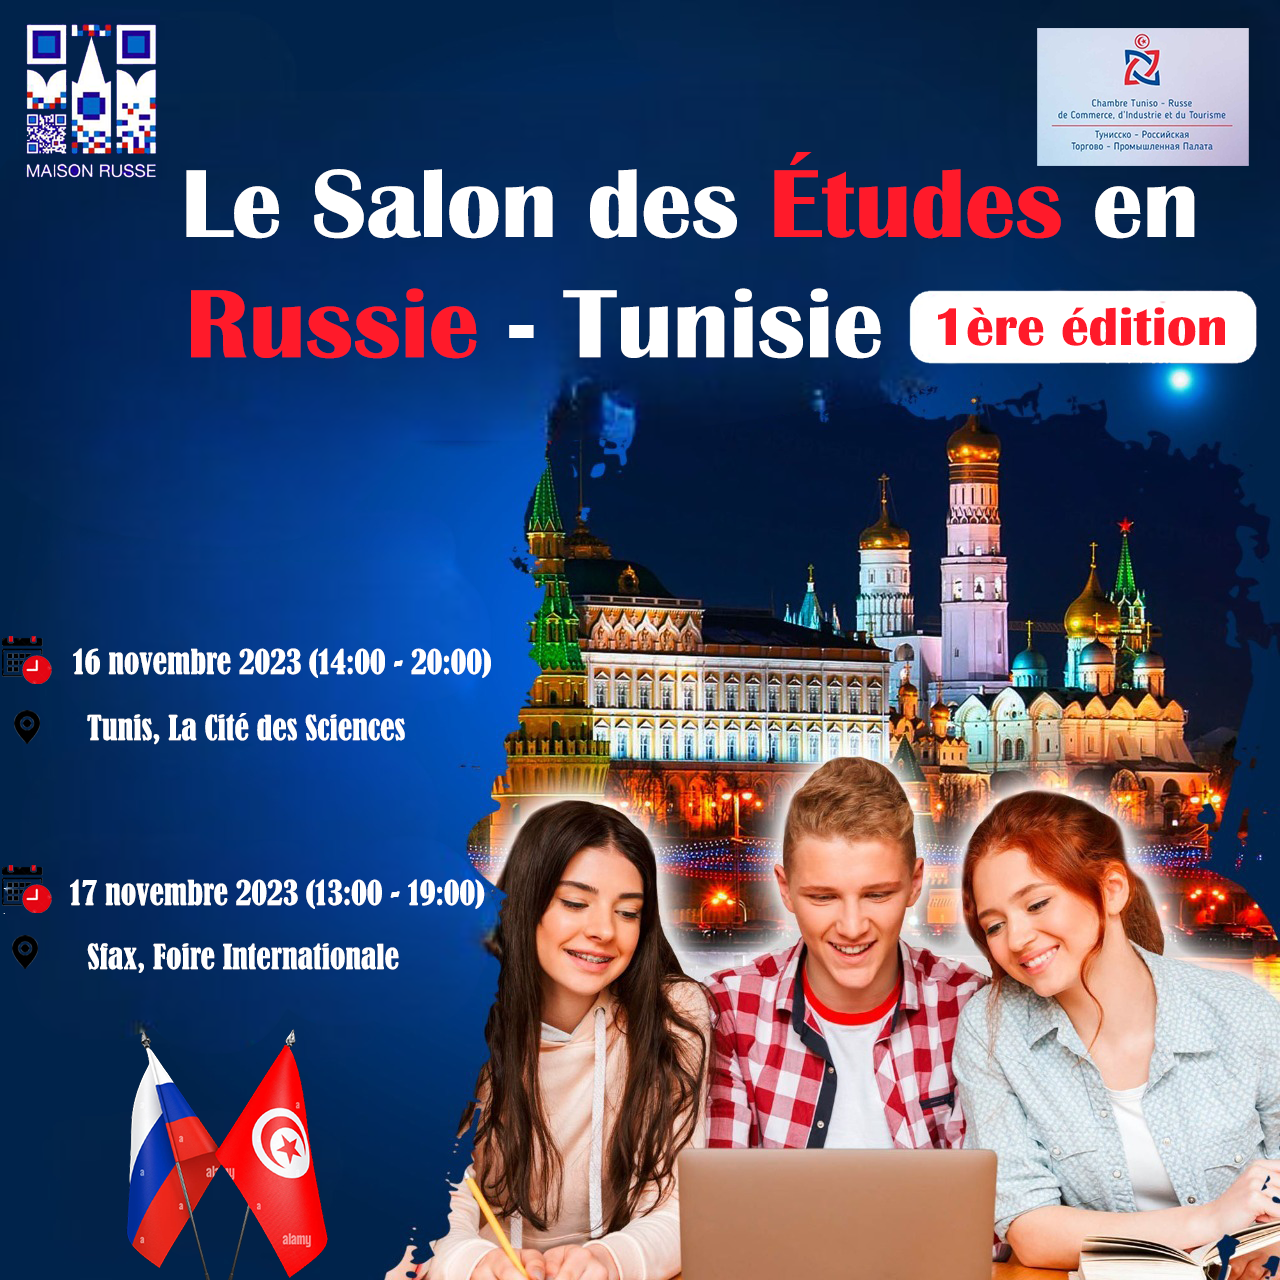 MAISON RUSSE
Chambre Tuniso - Russe
de Commerce, d'Industrie et du Tourisme
Тунисско - Российская
Торгово - Промышленная Палата
Le Salon des Études en
Russie - Tunisie 1ère édition
16 novembre 2023 (14:00 - 20:00)
Tunis, La Cité des Sciences
17 novembre 2023 (13:00 - 19:00)
Sfax, Foire Internationale
a
a
a
a
a
a
alamy
alamy